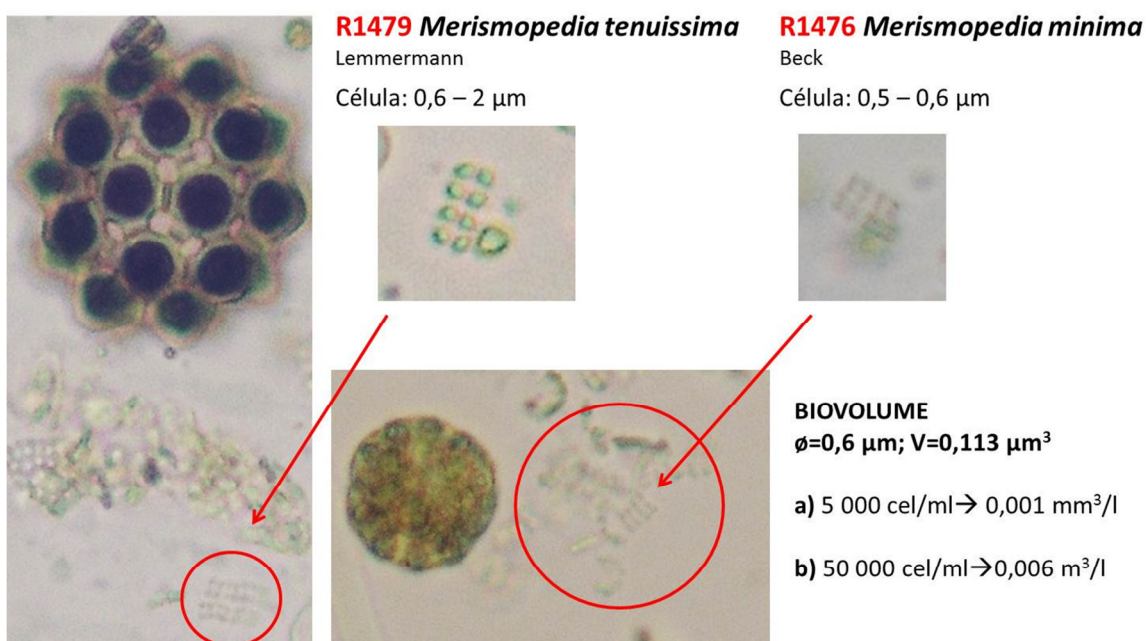 R1479 Merismopedia tenuissima
Lemmermann
Célula: 0,6 – 2 µm
R1476 Merismopedia minima
Beck
Célula: 0,5 – 0,6 µm
BIOVOLUME
ø=0,6 µm; V=0,113 µm³
a) 5 000 cel/ml→ 0,001 mm³/l
b) 50 000 cel/ml→0,006 m³/l